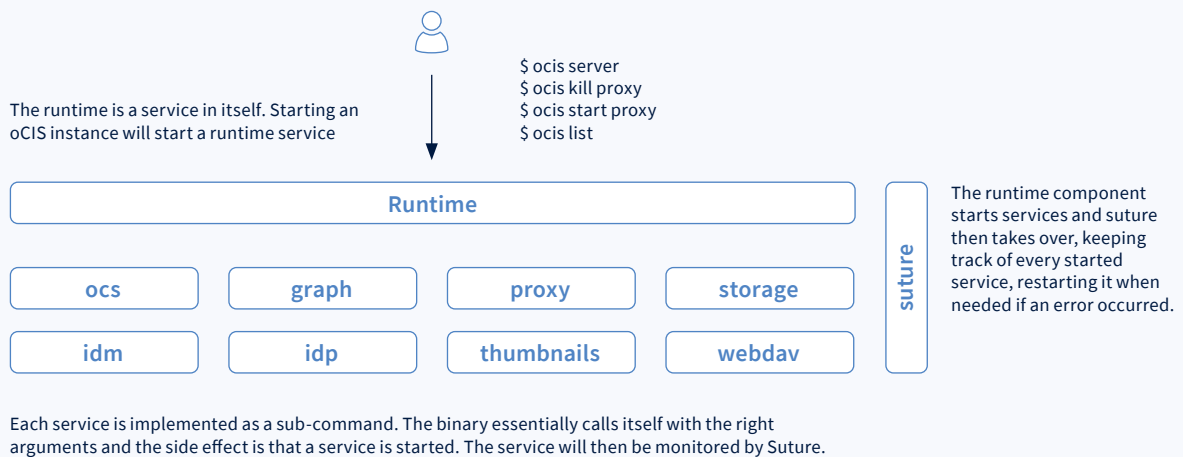 $ ocis server
$ ocis kill proxy
$ ocis start proxy
$ ocis list
The runtime is a service in itself. Starting an
oCIS instance will start a runtime service
Runtime
suture
The runtime component
starts services and suture
then takes over, keeping
track of every started
service, restarting it when
needed if an error occurred.
ocs
graph
proxy
storage
idm
idp
thumbnails
webdav
Each service is implemented as a sub-command. The binary essentially calls itself with the right
arguments and the side effect is that a service is started. The service will then be monitored by Suture.